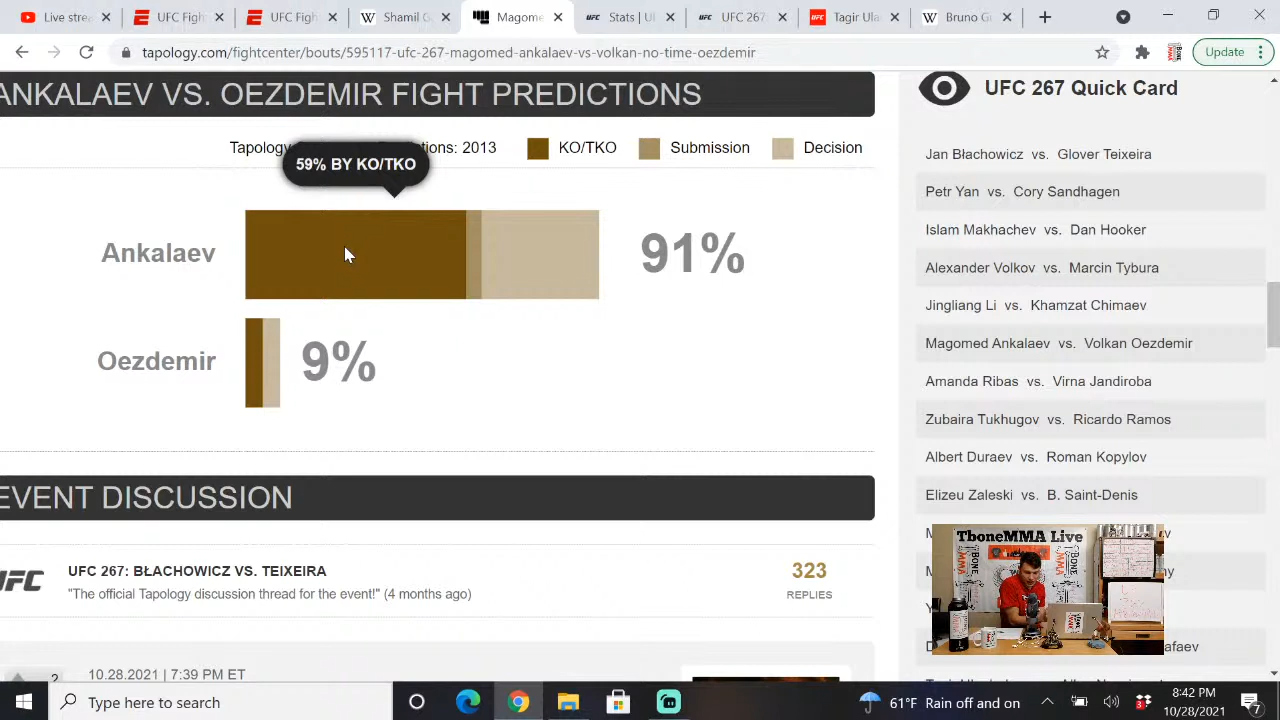 Live strea
UFC Figh
UFC Figh
Shamil G
Magome
Stats | U
UFC 267
Tagir Ula
Bruno G
tapology.com/fightcenter/bouts/595117-ufc-267-magomed-ankalaev-vs-volkan-no-time-oezdemir
Update
ANKALAEV VS. OEZDEMIR FIGHT PREDICTIONS
Tapology tions: 2013 KO/TKO Submission Decision
59% BY KO/TKO
Ankalaev 91%
Oezdemir 9%
EVENT DISCUSSION
UFC
UFC 267: BŁACHOWICZ VS. TEIXEIRA
"The official Tapology discussion thread for the event!" (4 months ago)
323
REPLIES
2
10.28.2021 | 7:39 PM ET
UFC 267 Quick Card
Jan Błachowicz vs. Glover Teixeira
Petr Yan vs. Cory Sandhagen
Islam Makhachev vs. Dan Hooker
Alexander Volkov vs. Marcin Tybura
Jingliang Li vs. Khamzat Chimaev
Magomed Ankalaev vs. Volkan Oezdemir
Amanda Ribas vs. Virna Jandiroba
Zubaira Tukhugov vs. Ricardo Ramos
Albert Duraev vs. Roman Kopylov
Elizeu Zaleski vs. B. Saint-Denis
TboneMMA Live
afaev
Type here to search
61°F Rain off and on
8:42 PM
10/28/2021
7